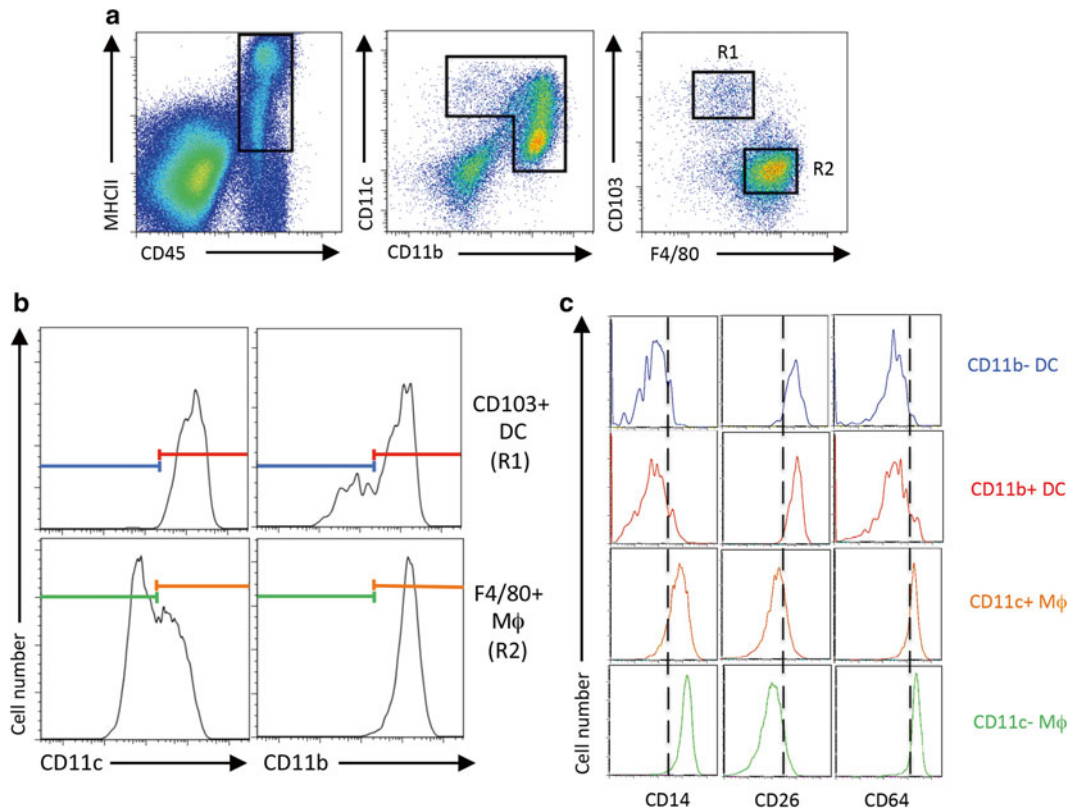 a
MHCII
CD45
CD11c
CD11b
CD103
F4/80
R1
R2
b
Cell number
CD11c
CD11b
CD103+
DC
(R1)
F4/80+
Mϕ
(R2)
c
Cell number
CD11b- DC
CD11b+ DC
CD11c+ Mϕ
CD11c- Mϕ
CD14
CD26
CD64